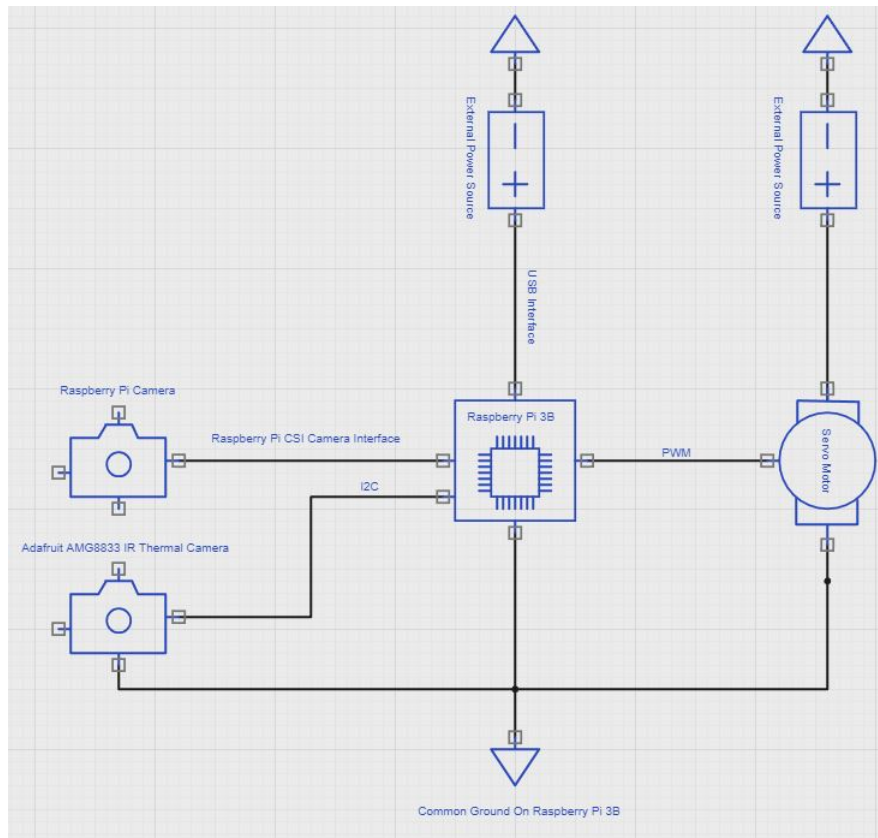 External Power Source
External Power Source
USB Interface
Raspberry Pi Camera
Raspberry Pi 3B
Raspberry Pi CSI Camera Interface
PWM
Servo Motor
I2C
Adafruit AMG8833 IR Thermal Camera
Common Ground On Raspberry Pi 3B